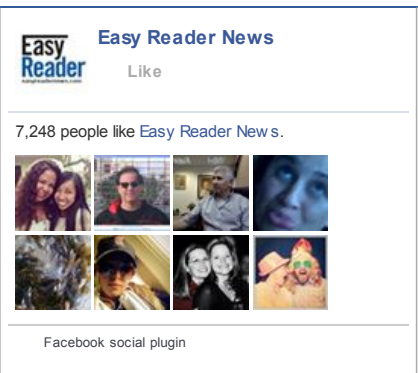 Easy
Reader
easyreadernews.com
Easy Reader News
Like
7,248 people like Easy Reader News.
Facebook social plugin